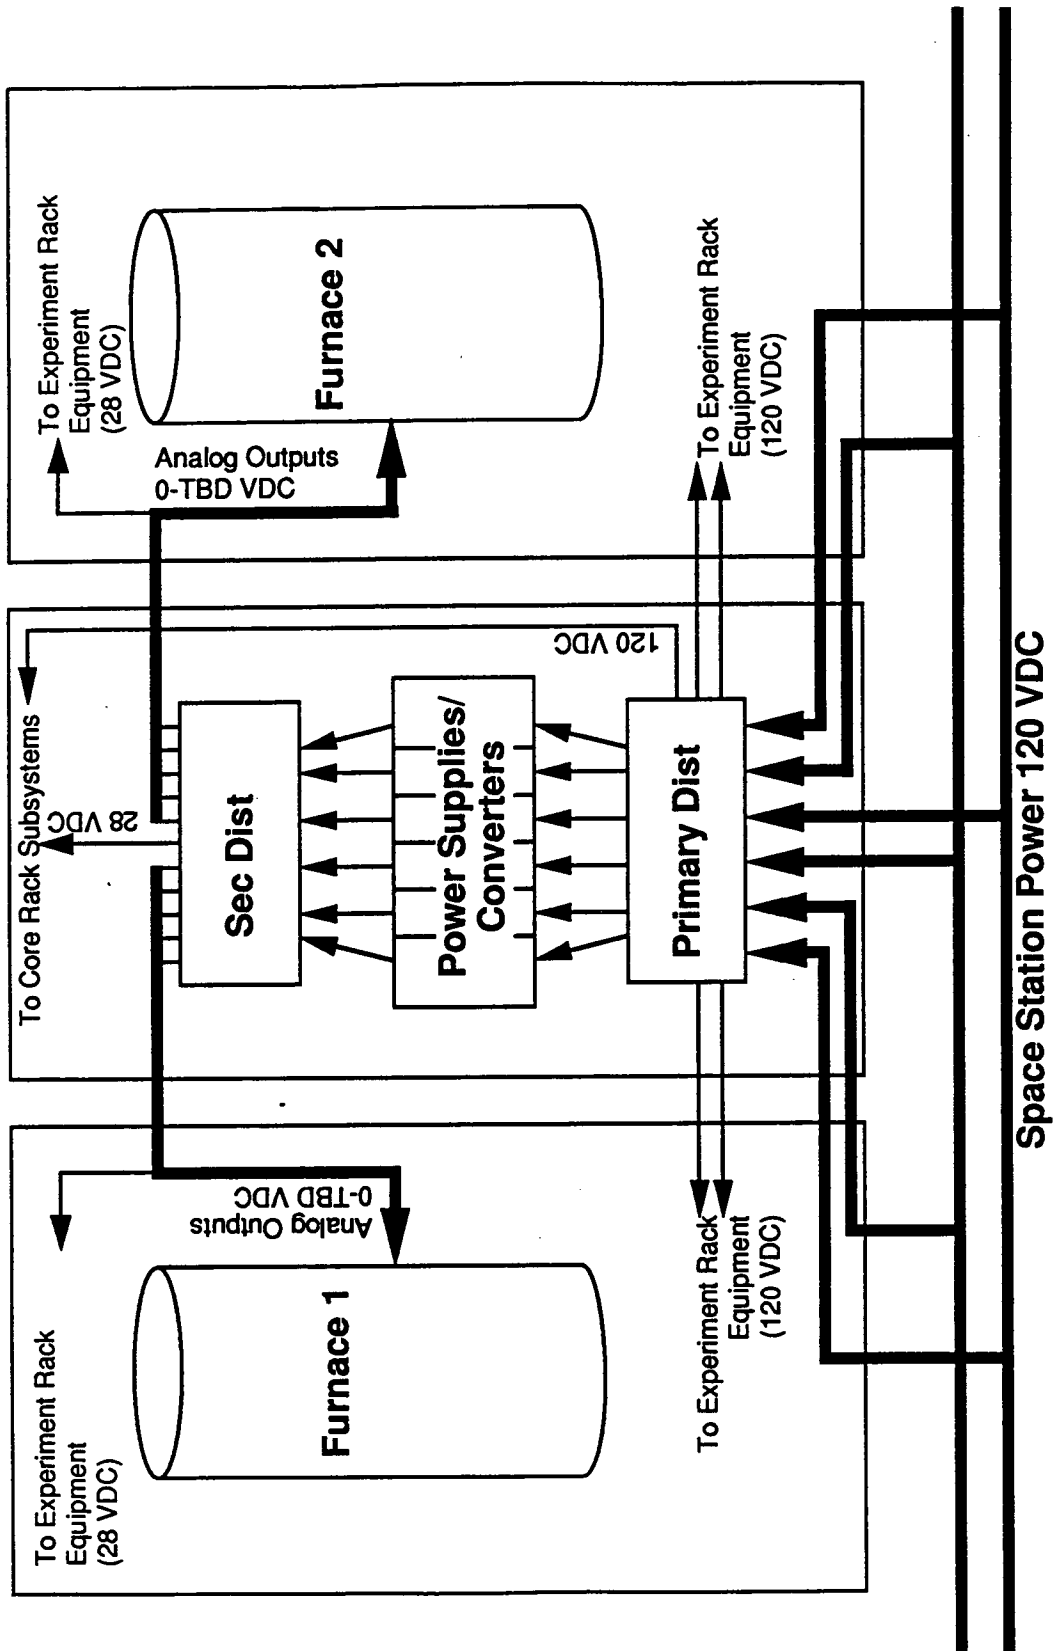 To Experiment Rack
Equipment
(28 VDC)
Furnace 1
Analog Outputs
0-TBD VDC
To Experiment Rack
Equipment
(120 VDC)
To Core Rack Subsystems
28 VDC
120 VDC
Sec Dist
Power Supplies/
Converters
Primary Dist
To Experiment Rack
Equipment
(28 VDC)
Analog Outputs
0-TBD VDC
Furnace 2
To Experiment Rack
Equipment
(120 VDC)
Space Station Power 120 VDC